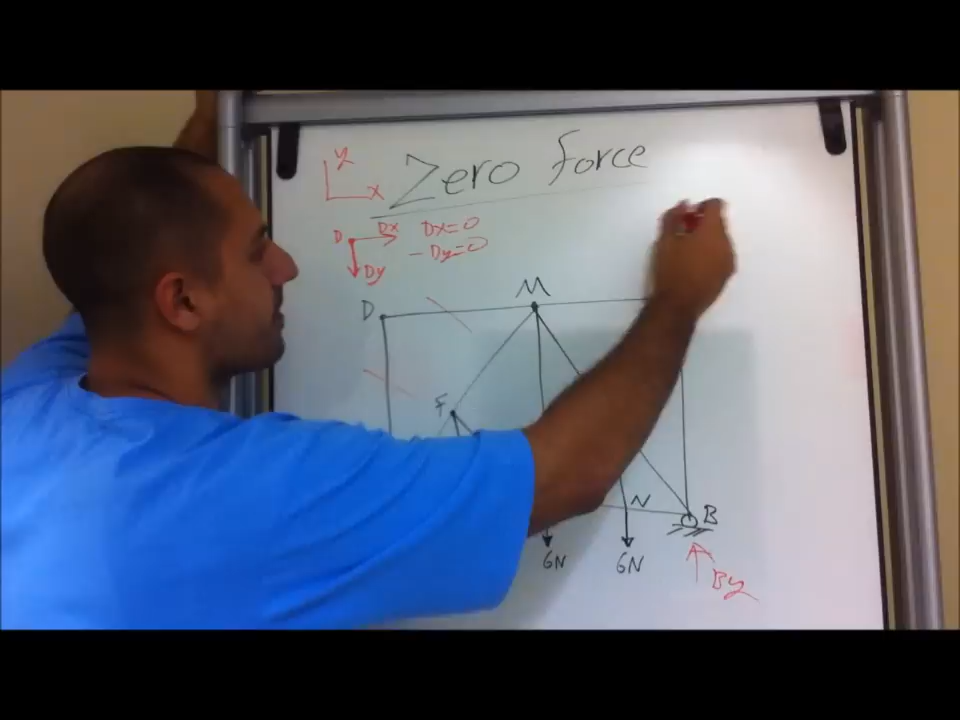 y
x
Zero force
D Dx Dx=0
Dy -Dy=0
D M
F
N B
6N 6N
By